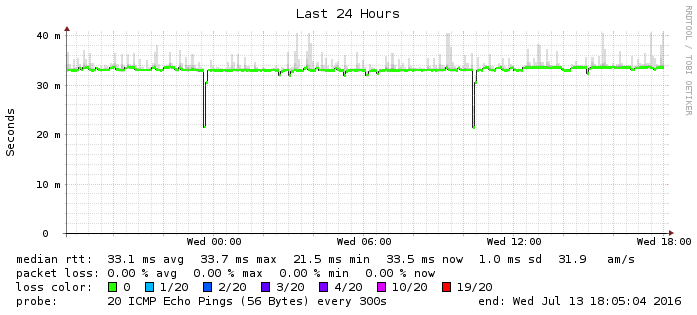 Last 24 Hours
RRDTOOL / TOBI OETIKER
Seconds
40 m
30 m
20 m
10 m
0
Wed 00:00 Wed 06:00 Wed 12:00 Wed 18:00
median rtt: 33.1 ms avg 33.7 ms max 21.5 ms min 33.5 ms now 1.0 ms sd 31.9 am/s
packet loss: 0.00 % avg 0.00 % max 0.00 % min 0.00 % now
loss color: 0 1/20 2/20 3/20 4/20 10/20 19/20
probe: 20 ICMP Echo Pings (56 Bytes) every 300s end: Wed Jul 13 18:05:04 2016